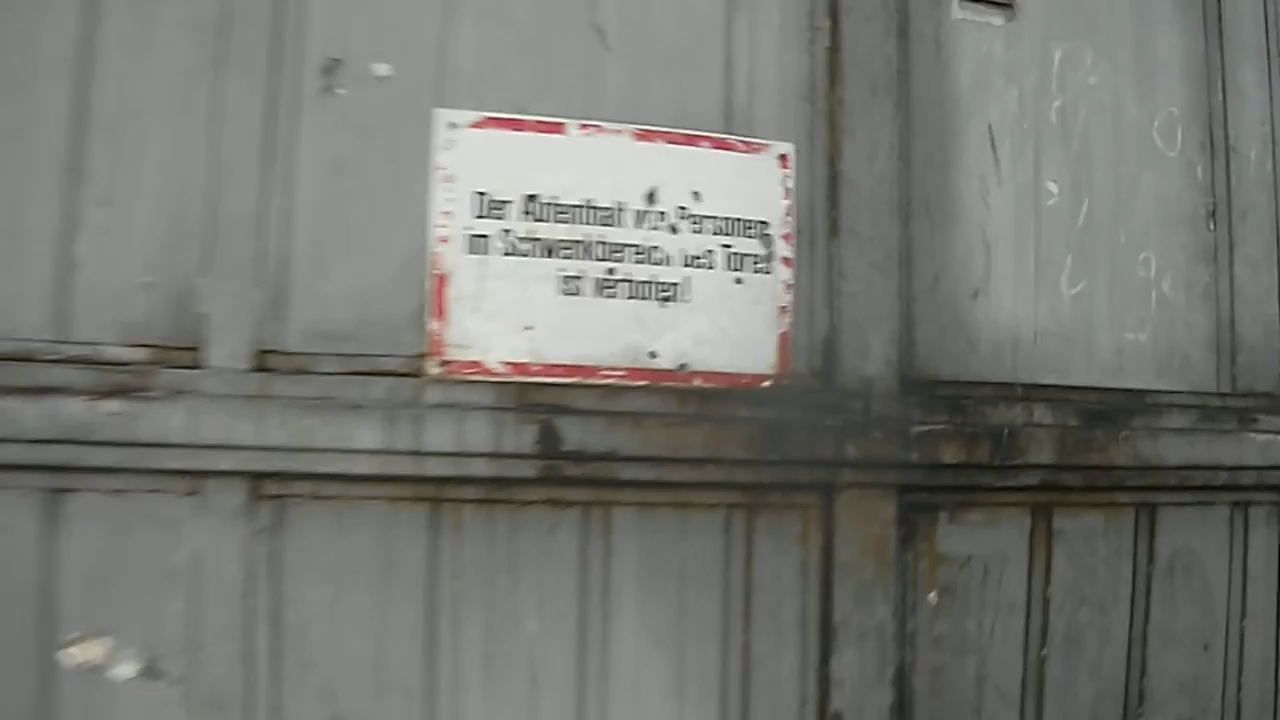 Der Aufenthalt von Personen
im Schwenkbereich des Tores
ist verboten!